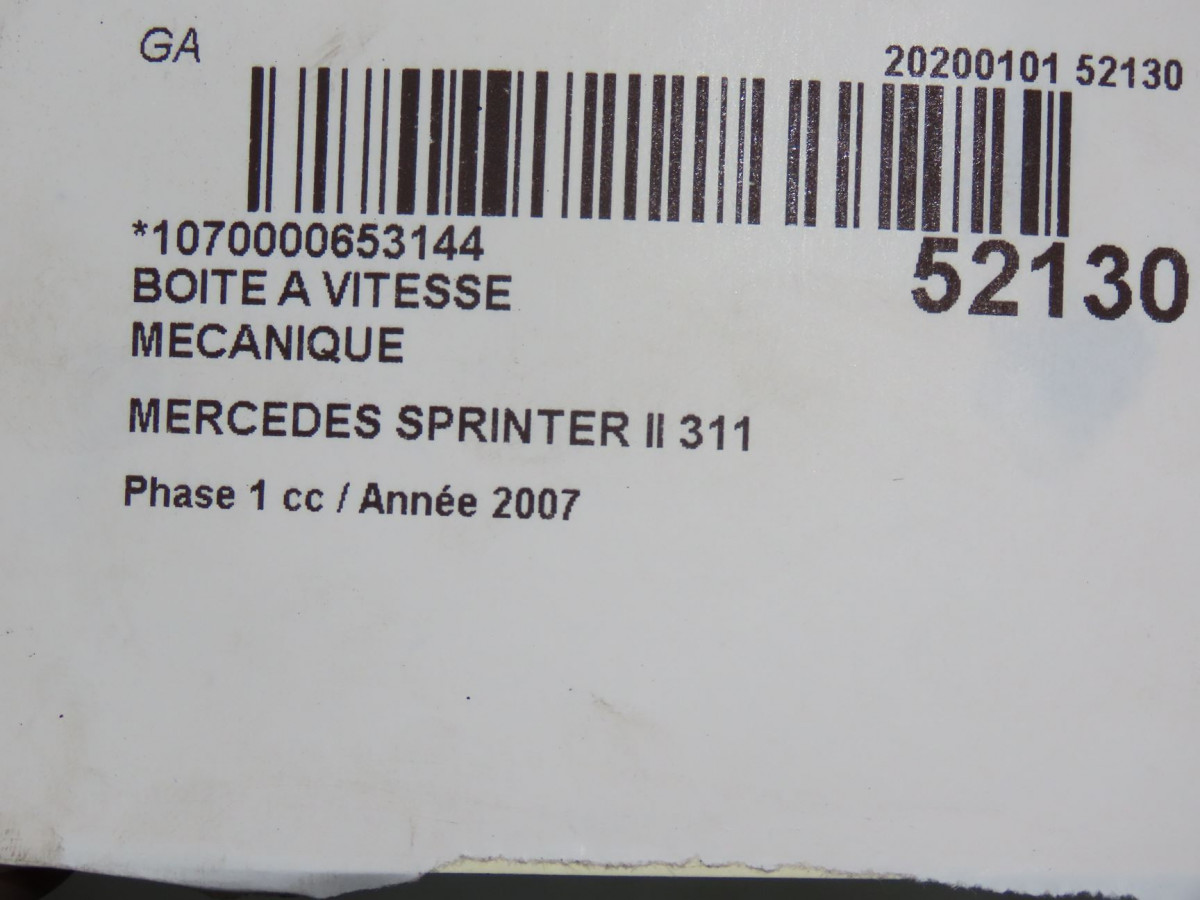 GA
20200101 52130
*1070000653144
52130
BOITE A VITESSE
MECANIQUE
MERCEDES SPRINTER II 311
Phase 1 cc / Année 2007